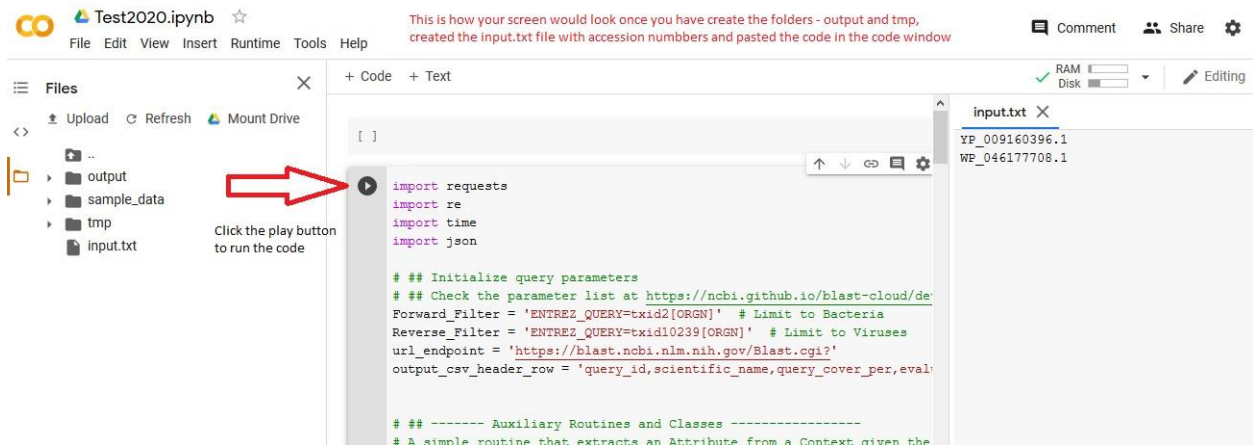 CO Test2020.ipynb
File Edit View Insert Runtime Tools Help
This is how your screen would look once you have create the folders - output and tmp,
created the input.txt file with accession numbbers and pasted the code in the code window
Comment Share
Files
Upload Refresh Mount Drive
..
output
sample_data
tmp
input.txt
Click the play button
to run the code
+ Code + Text
RAM
Disk
Editing
[ ]
import requests
import re
import time
import json
# ## Initialize query parameters
# ## Check the parameter list at https://ncbi.github.io/blast-cloud/de
Forward_Filter = 'ENTREZ_QUERY=txid2[ORGN]' # Limit to Bacteria
Reverse_Filter = 'ENTREZ_QUERY=txid10239[ORGN]' # Limit to Viruses
url_endpoint = 'https://blast.ncbi.nlm.nih.gov/Blast.cgi?'
output_csv_header_row = 'query_id,scientific_name,query_cover_per,eval
# ## ------- Auxiliary Routines and Classes -----------------
# A simple routine that extracts an Attribute from a Context given the
input.txt
YP_009160396.1
WP_046177708.1